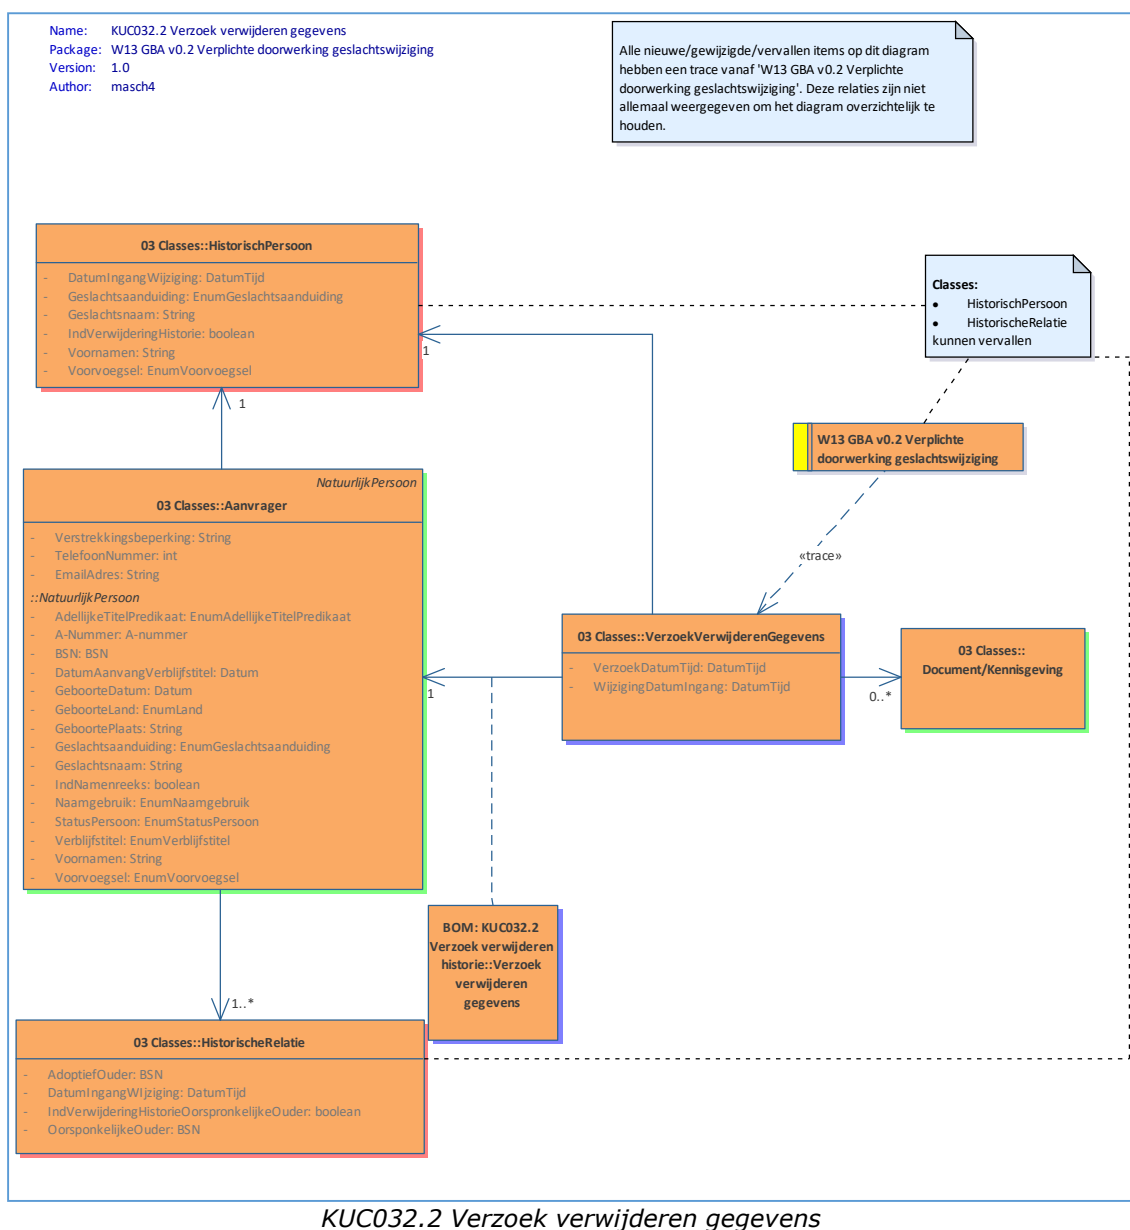 Name: KUC032.2 Verzoek verwijderen gegevens
Package: W13 GBA v0.2 Verplichte doorwerking geslachtswijziging
Version: 1.0
Author: masch4
Alle nieuwe/gewijzigde/vervallen items op dit diagram
hebben een trace vanaf 'W13 GBA v0.2 Verplichte
doorwerking geslachtswijziging'. Deze relaties zijn niet
allemaal weergegeven om het diagram overzichtelijk te
houden.
03 Classes::HistorischPersoon
- DatumIngangWijziging: DatumTijd
- Geslachtsaanduiding: EnumGeslachtsaanduiding
- Geslachtsnaam: String
- IndVerwijderingHistorie: boolean
- Voornamen: String
- Voorvoegsel: EnumVoorvoegsel
Classes:
• HistorischPersoon
• HistorischeRelatie
kunnen vervallen
1
1
W13 GBA v0.2 Verplichte
doorwerking geslachtswijziging
NatuurlijkPersoon
03 Classes::Aanvrager
- Verstrekkingsbeperking: String
- TelefoonNummer: int
- EmailAdres: String
::NatuurlijkPersoon
- AdellijkeTitelPredikaat: EnumAdellijkeTitelPredikaat
- A-Nummer: A-nummer
- BSN: BSN
- DatumAanvangVerblijfstitel: Datum
- GeboorteDatum: Datum
- GeboorteLand: EnumLand
- GeboortePlaats: String
- Geslachtsaanduiding: EnumGeslachtsaanduiding
- Geslachtsnaam: String
- IndNamenreeks: boolean
- Naamgebruik: EnumNaamgebruik
- StatusPersoon: EnumStatusPersoon
- Verblijfstitel: EnumVerblijfstitel
- Voornamen: String
- Voorvoegsel: EnumVoorvoegsel
«trace»
03 Classes::VerzoekVerwijderenGegevens
- VerzoekDatumTijd: DatumTijd
- WijzigingDatumIngang: DatumTijd
03 Classes::
Document/Kennisgeving
1
0..*
BOM: KUC032.2
Verzoek verwijderen
historie::Verzoek
verwijderen
gegevens
1..*
03 Classes::HistorischeRelatie
- AdoptiefOuder: BSN
- DatumIngangWIjziging: DatumTijd
- IndVerwijderingHistorieOorspronkelijkeOuder: boolean
- OorsponkelijkeOuder: BSN
KUC032.2 Verzoek verwijderen gegevens